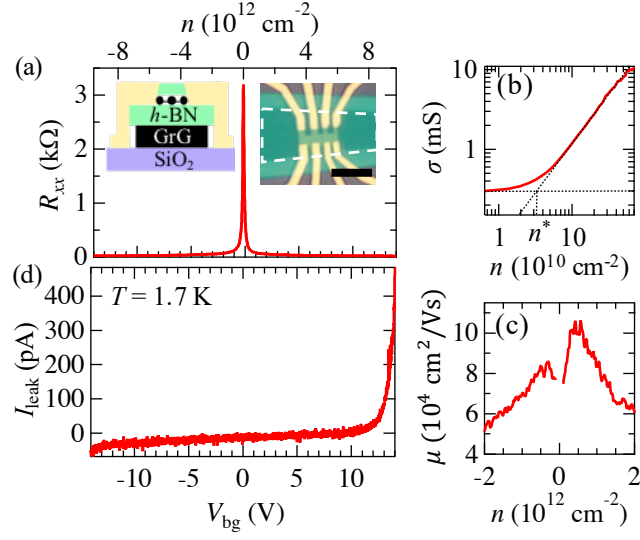 n (10^12 cm^-2)
-8 -4 0 4 8
(a)
3
2
1
0
R_xx (kΩ)
h-BN
GrG
SiO₂
(b)
10
1
σ (mS)
1 n* 10
n (10^10 cm^-2)
(d)
T = 1.7 K
400
300
200
100
0
I_leak (pA)
-10 -5 0 5 10
V_bg (V)
(c)
10
8
6
4
μ (10^4 cm^2/Vs)
-2 0 2
n (10^12 cm^-2)